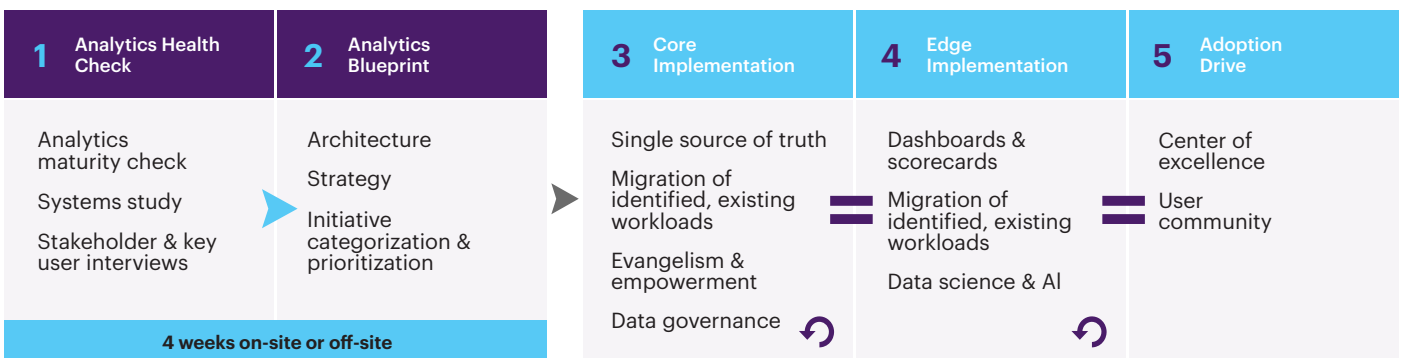 1
Analytics Health
Check
Analytics
maturity check
Systems study
Stakeholder & key
user interviews
2
Analytics
Blueprint
Architecture
Strategy
Initiative
categorization &
prioritization
4 weeks on-site or off-site
3
Core
Implementation
Single source of truth
Migration of
identified, existing
workloads
Evangelism &
empowerment
Data governance
4
Edge
Implementation
Dashboards &
scorecards
Migration of
identified, existing
workloads
Data science & AI
5
Adoption
Drive
Center of
excellence
User
community